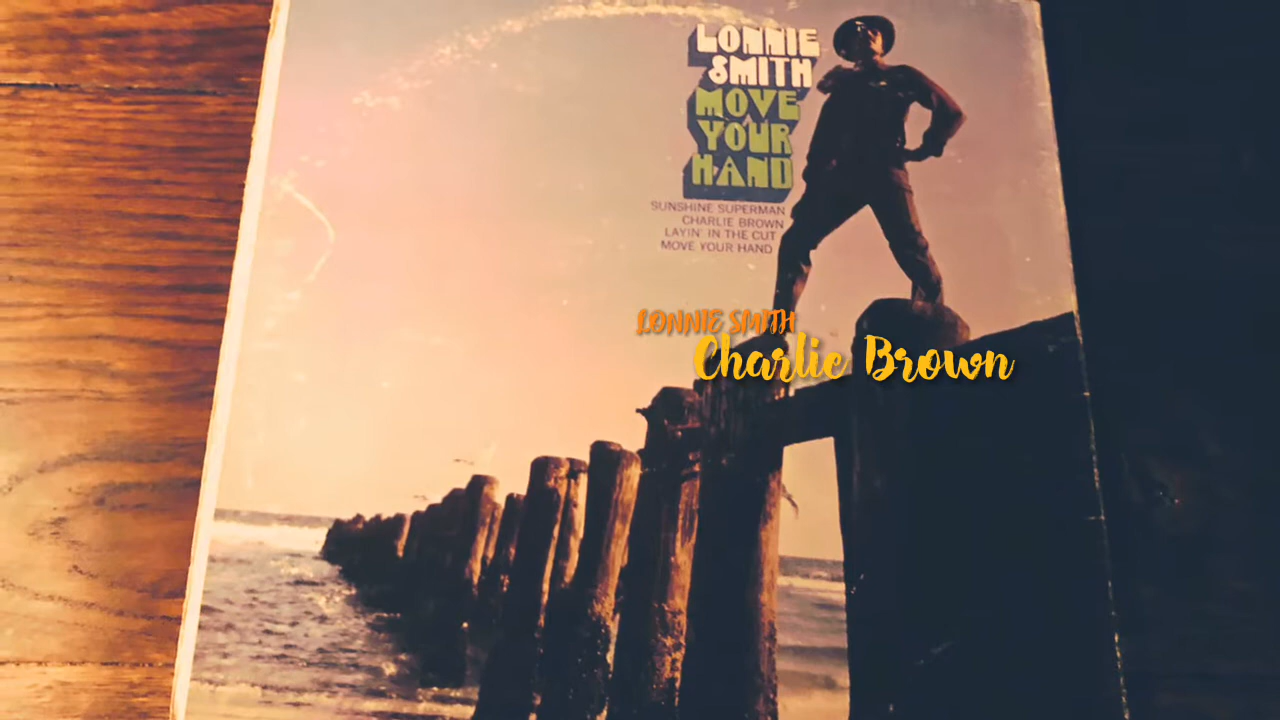 LONNIE
SMITH
MOVE
YOUR
HAND
SUNSHINE SUPERMAN
CHARLIE BROWN
LAYIN' IN THE CUT
MOVE YOUR HAND
LONNIE SMITH
Charlie Brown